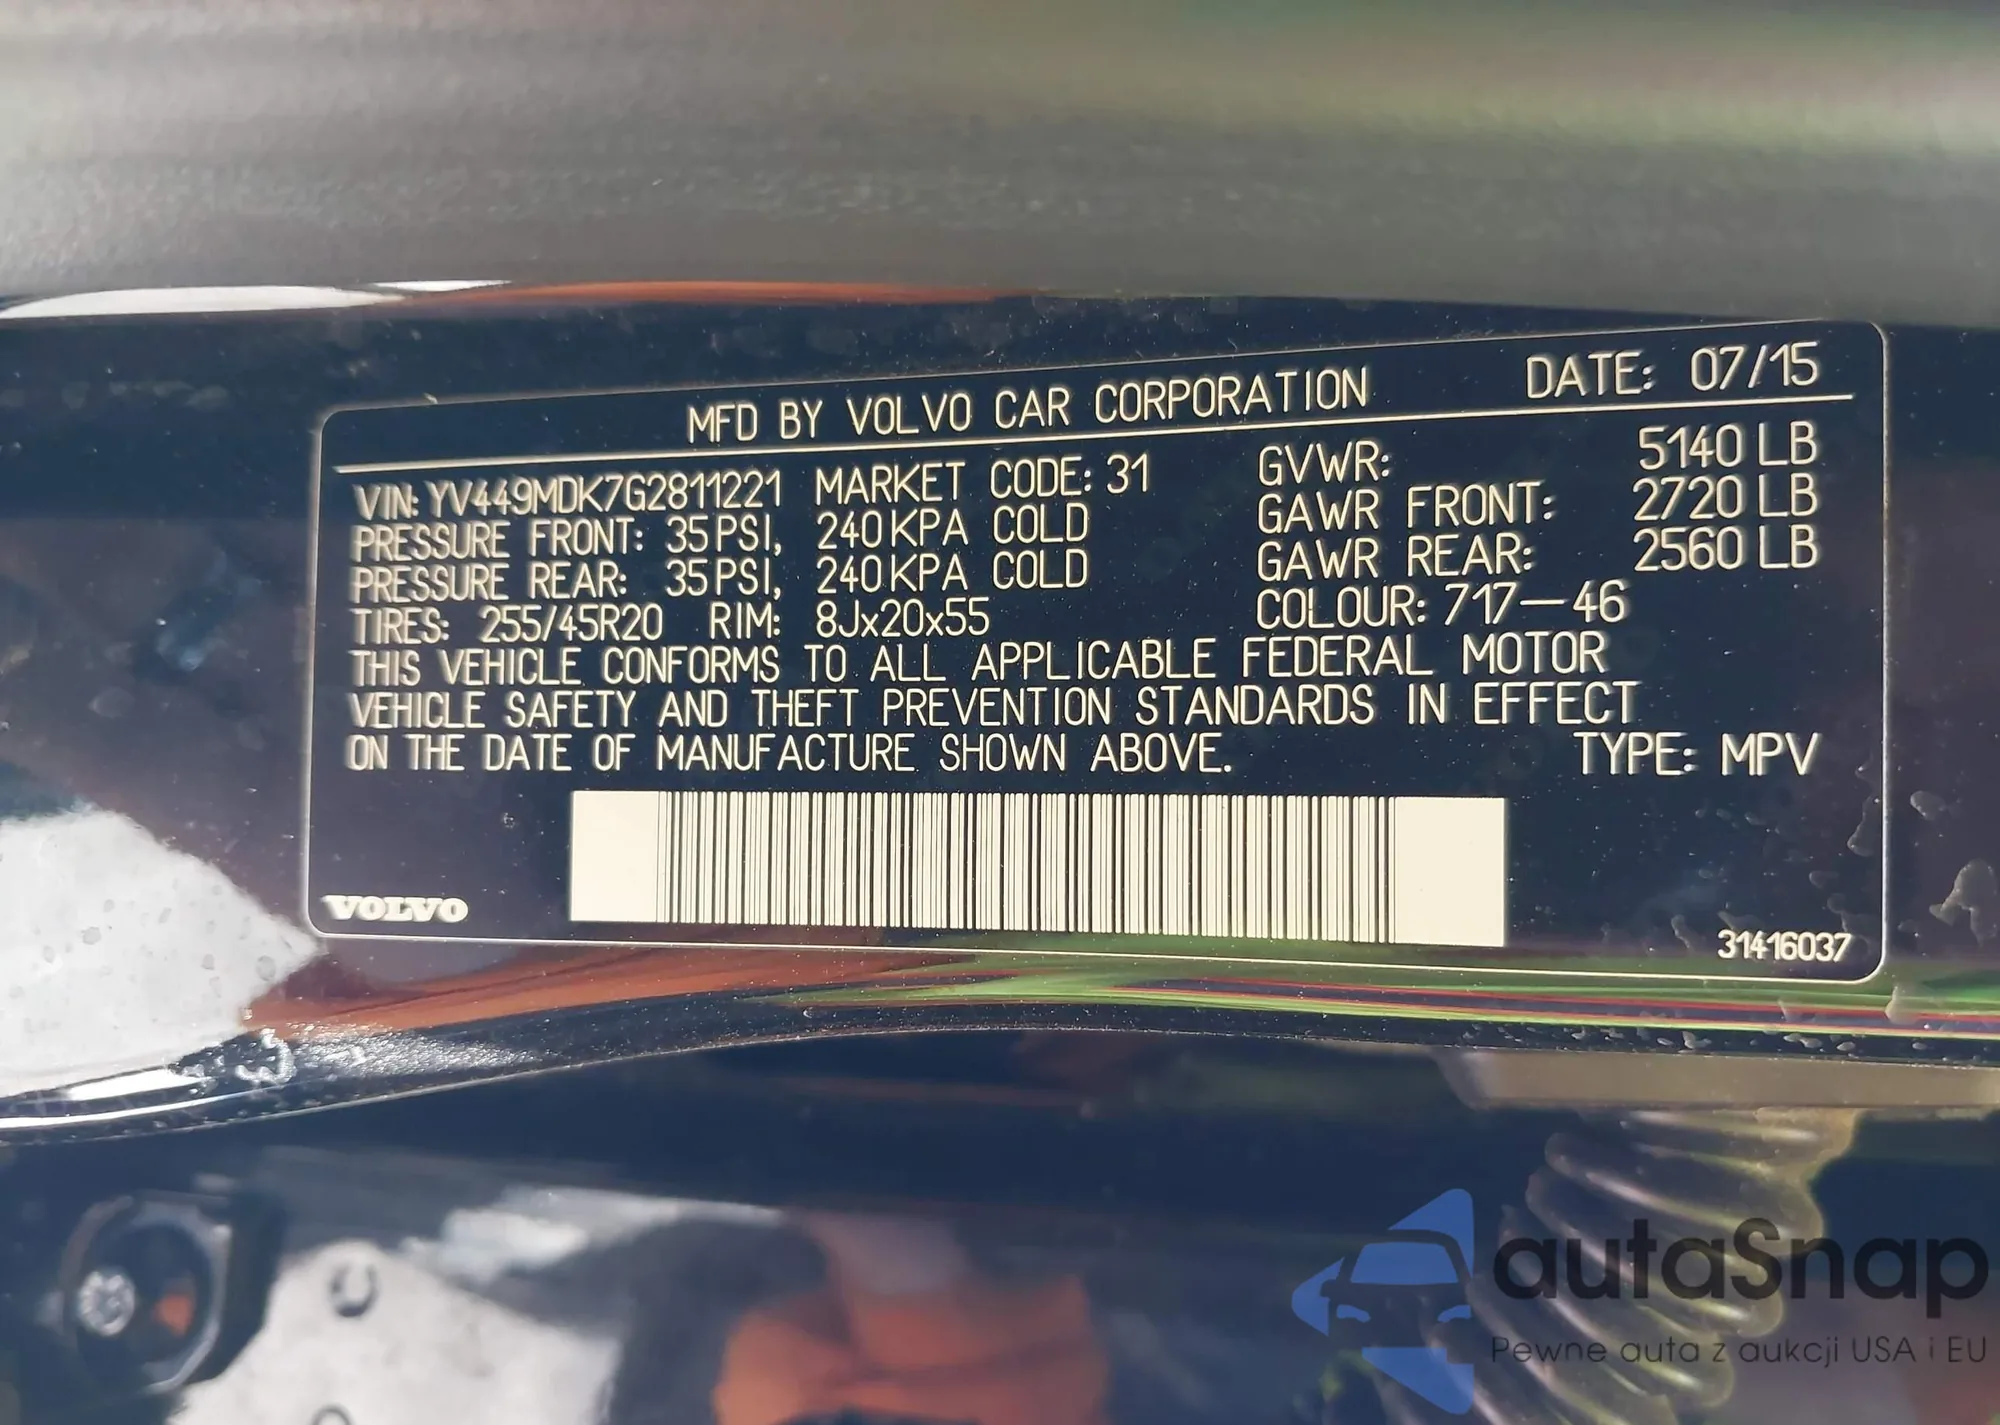 MFD BY VOLVO CAR CORPORATION DATE: 07/15
VIN: YV449MDK7G2811221 MARKET CODE: 31 GVWR: 5140 LB
PRESSURE FRONT: 35 PSI, 240 KPA COLD GAWR FRONT: 2720 LB
PRESSURE REAR: 35 PSI, 240 KPA COLD GAWR REAR: 2560 LB
TIRES: 255/45R20 RIM: 8Jx20x55 COLOUR: 717-46
THIS VEHICLE CONFORMS TO ALL APPLICABLE FEDERAL MOTOR
VEHICLE SAFETY AND THEFT PREVENTION STANDARDS IN EFFECT
ON THE DATE OF MANUFACTURE SHOWN ABOVE. TYPE: MPV
VOLVO
31416037
autaSnap
Pewne auta z aukcji USA i EU